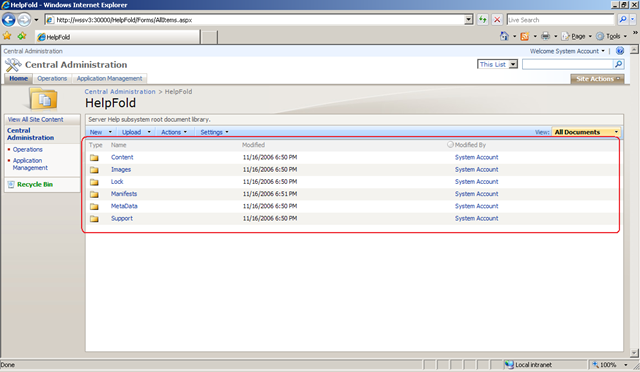 HelpFold - Windows Internet Explorer
http://wssv3:30000/HelpFold/Forms/AllItems.aspx
Live Search
HelpFold
Page
Tools
Central Administration
Welcome System Account
Central Administration
This List
Home Operations Application Management
Site Actions
Central Administration > HelpFold
HelpFold
View All Site Content
Server Help subsystem root document library.
Central Administration
New Upload Actions Settings
View: All Documents
Operations
Application Management
Recycle Bin
Type Name Modified Modified By
Content 11/16/2006 6:50 PM System Account
Images 11/16/2006 6:50 PM System Account
Lock 11/16/2006 6:50 PM System Account
Manifests 11/16/2006 6:51 PM System Account
MetaData 11/16/2006 6:50 PM System Account
Support 11/16/2006 6:50 PM System Account
Done
Local intranet
100%